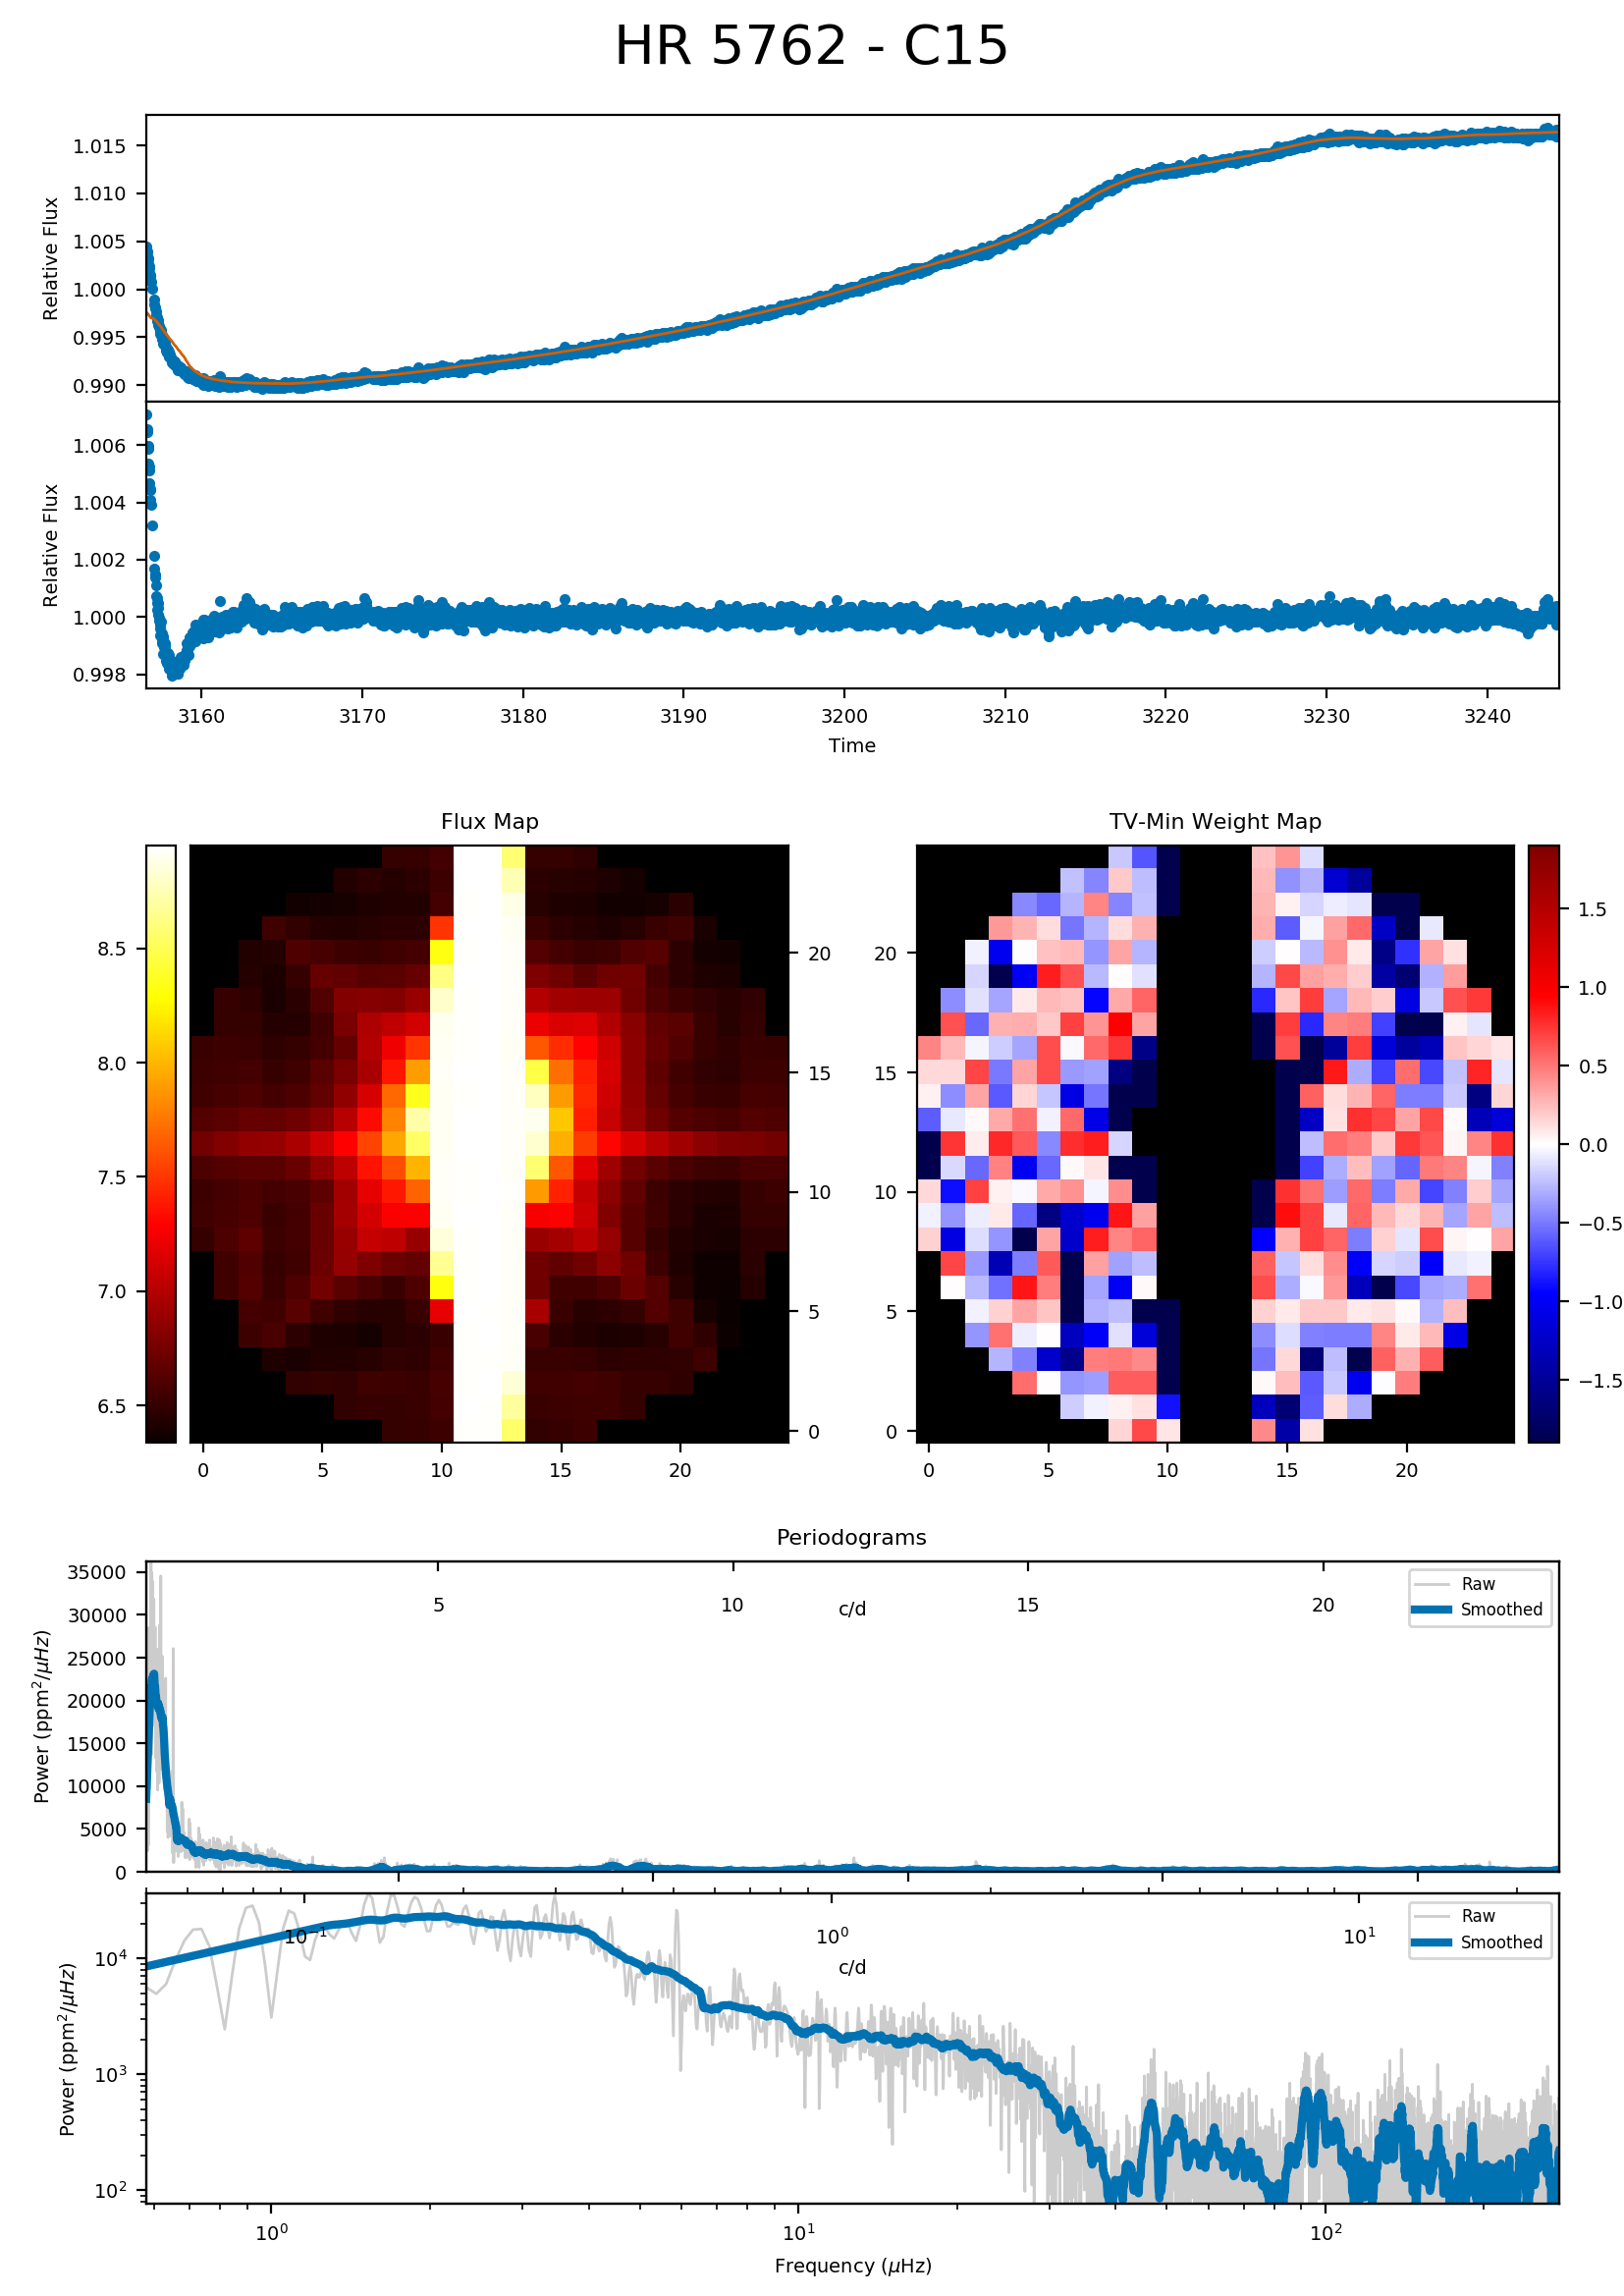 HR 5762 - C15
Relative Flux
1.015
1.010
1.005
1.000
0.995
0.990
Relative Flux
1.006
1.004
1.002
1.000
0.998
3160 3170 3180 3190 3200 3210 3220 3230 3240
Time
Flux Map
8.5
8.0
7.5
7.0
6.5
20
15
10
5
0
0 5 10 15 20
TV-Min Weight Map
20
15
10
5
0
0 5 10 15 20
1.5
1.0
0.5
0.0
−0.5
−1.0
−1.5
Periodograms
Power (ppm²/μHz)
35000
30000
25000
20000
15000
10000
5000
0
5 10 15 20
c/d
Raw
Smoothed
Power (ppm²/μHz)
10⁴
10³
10²
10⁻¹ 10⁰ 10¹
c/d
Raw
Smoothed
10⁰ 10¹ 10²
Frequency (μHz)